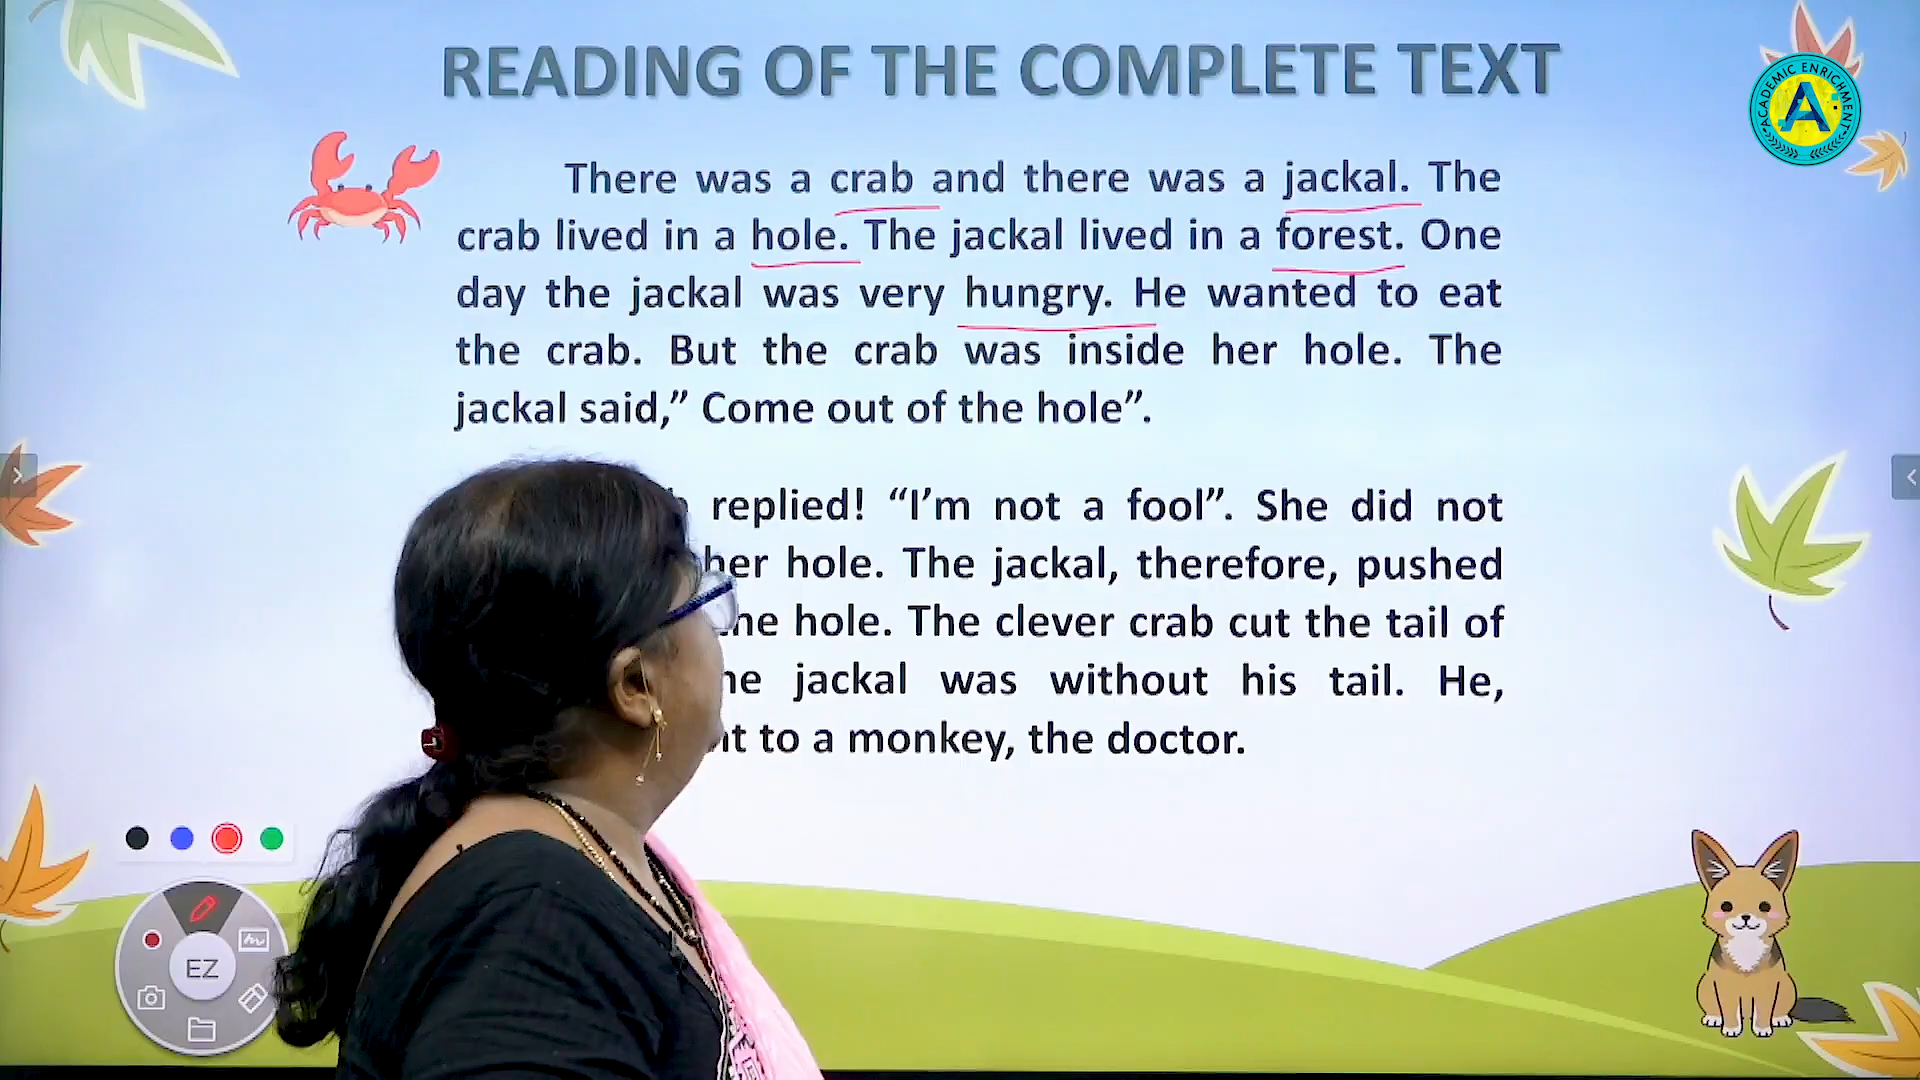 READING OF THE COMPLETE TEXT
ACADEMIC ENRICHMENT
A
There was a crab and there was a jackal. The
crab lived in a hole. The jackal lived in a forest. One
day the jackal was very hungry. He wanted to eat
the crab. But the crab was inside her hole. The
jackal said,” Come out of the hole”.
replied! “I’m not a fool”. She did not
her hole. The jackal, therefore, pushed
the hole. The clever crab cut the tail of
jackal was without his tail. He,
to a monkey, the doctor.
EZ